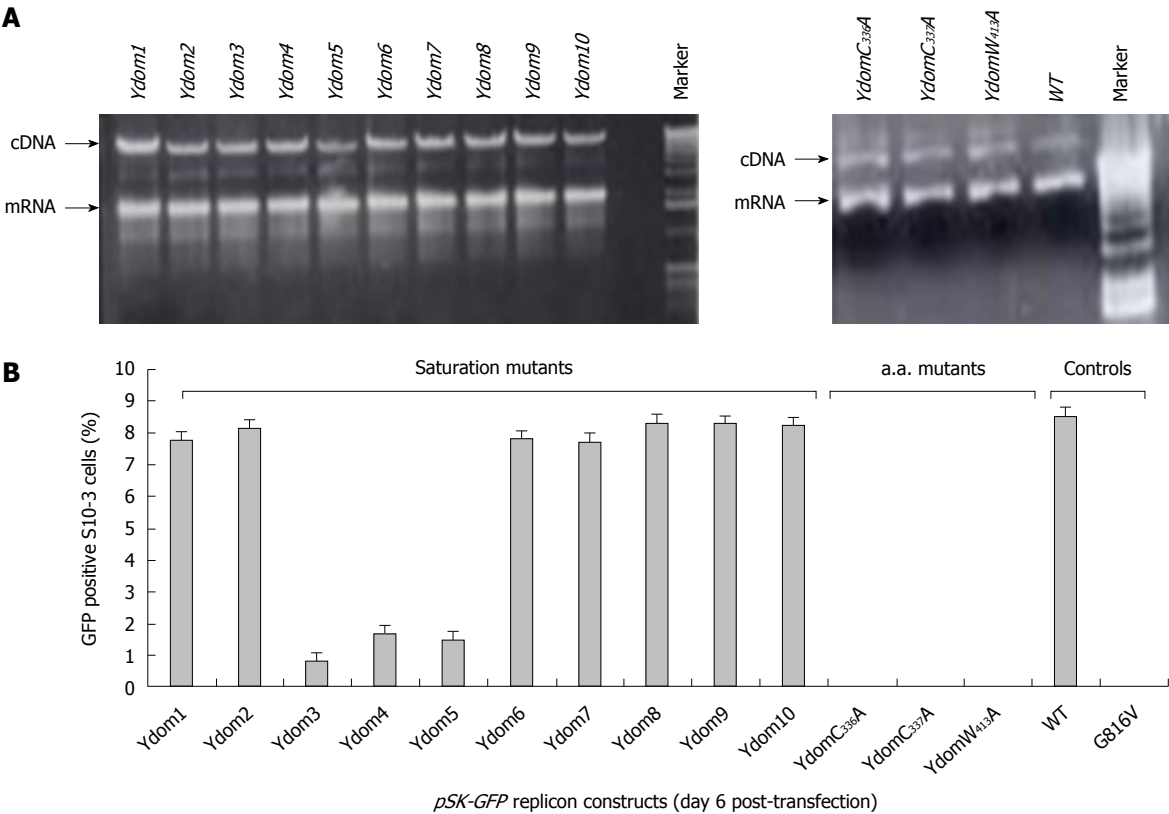 A
Ydom1 Ydom2 Ydom3 Ydom4 Ydom5 Ydom6 Ydom7 Ydom8 Ydom9 Ydom10 Marker
YdomC336A YdomC337A YdomW413A WT Marker
cDNA
mRNA
cDNA
mRNA
B
Saturation mutants a.a. mutants Controls
GFP positive S10-3 cells (%)
10
9
8
7
6
5
4
3
2
1
0
Ydom1 Ydom2 Ydom3 Ydom4 Ydom5 Ydom6 Ydom7 Ydom8 Ydom9 Ydom10 YdomC336A YdomC337A YdomW413A WT G816V
pSK-GFP replicon constructs (day 6 post-transfection)